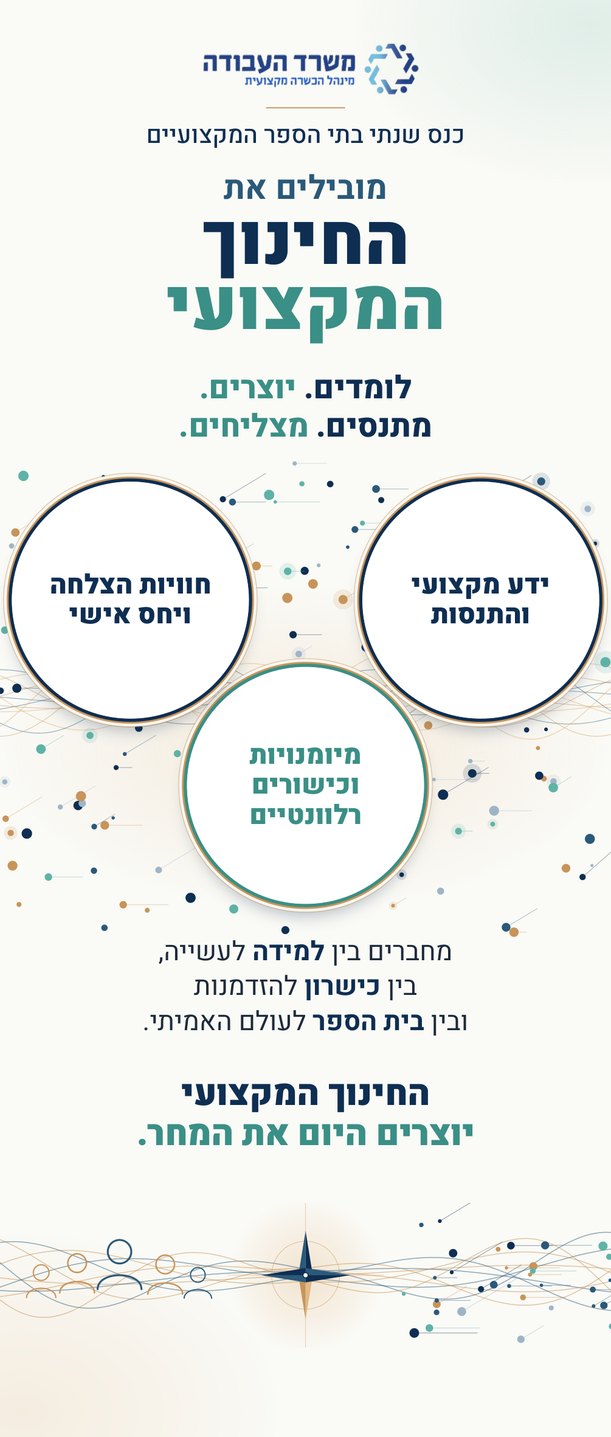 משרד העבודה
מינהל הכשרה מקצועית
כנס שנתי בתי הספר המקצועיים
מובילים את
החינוך
המקצועי
לומדים. יוצרים.
מתנסים. מצליחים.
ידע מקצועי
והתנסות
חוויות הצלחה
ויחס אישי
מיומנויות
וכישורים
רלוונטיים
מחברים בין למידה לעשייה,
בין כישרון להזדמנות
ובין בית הספר לעולם האמיתי.
החינוך המקצועי
יוצרים היום את המחר.